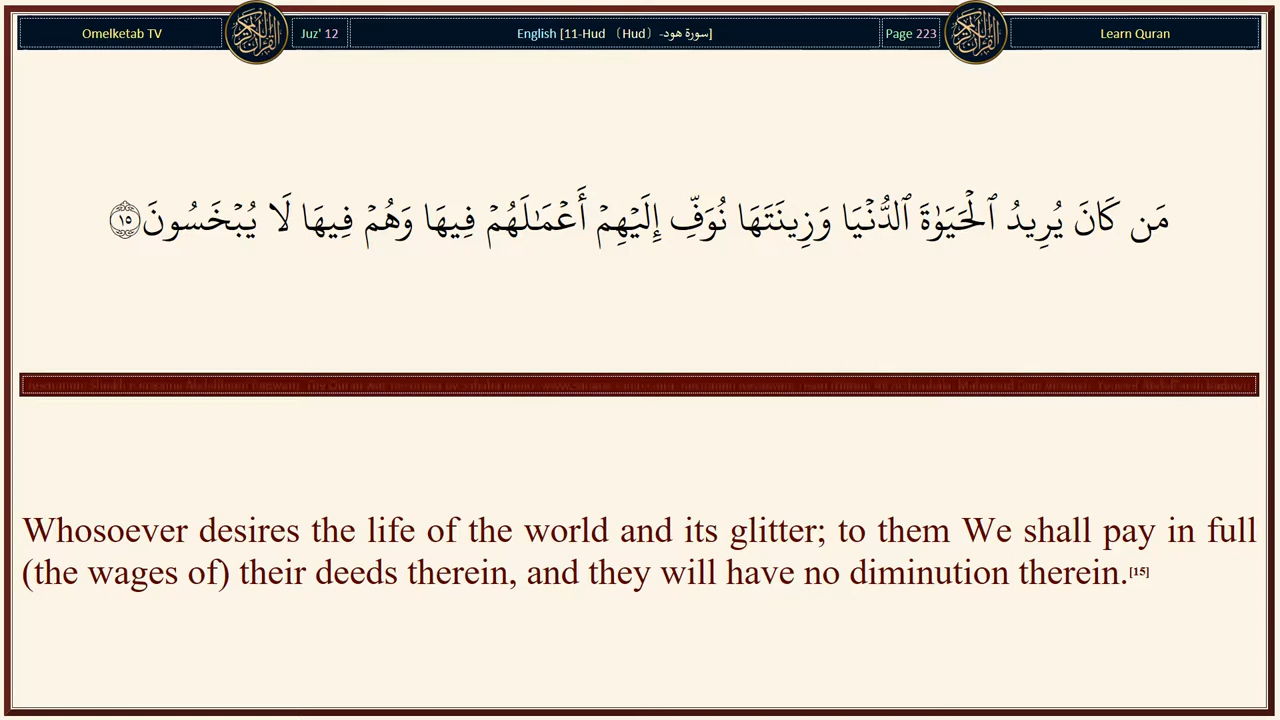 Omelketab TV
Juz' 12
English [11-Hud 〔Hud〕 -سورة هود]
Page 223
Learn Quran
مَن كَانَ يُرِيدُ ٱلۡحَيَوٰةَ ٱلدُّنۡيَا وَزِينَتَهَا نُوَفِّ إِلَيۡهِمۡ أَعۡمَٰلَهُمۡ فِيهَا وَهُمۡ فِيهَا لَا يُبۡخَسُونَ ١٥
Whosoever desires the life of the world and its glitter; to them We shall pay in full
(the wages of) their deeds therein, and they will have no diminution therein.[15]